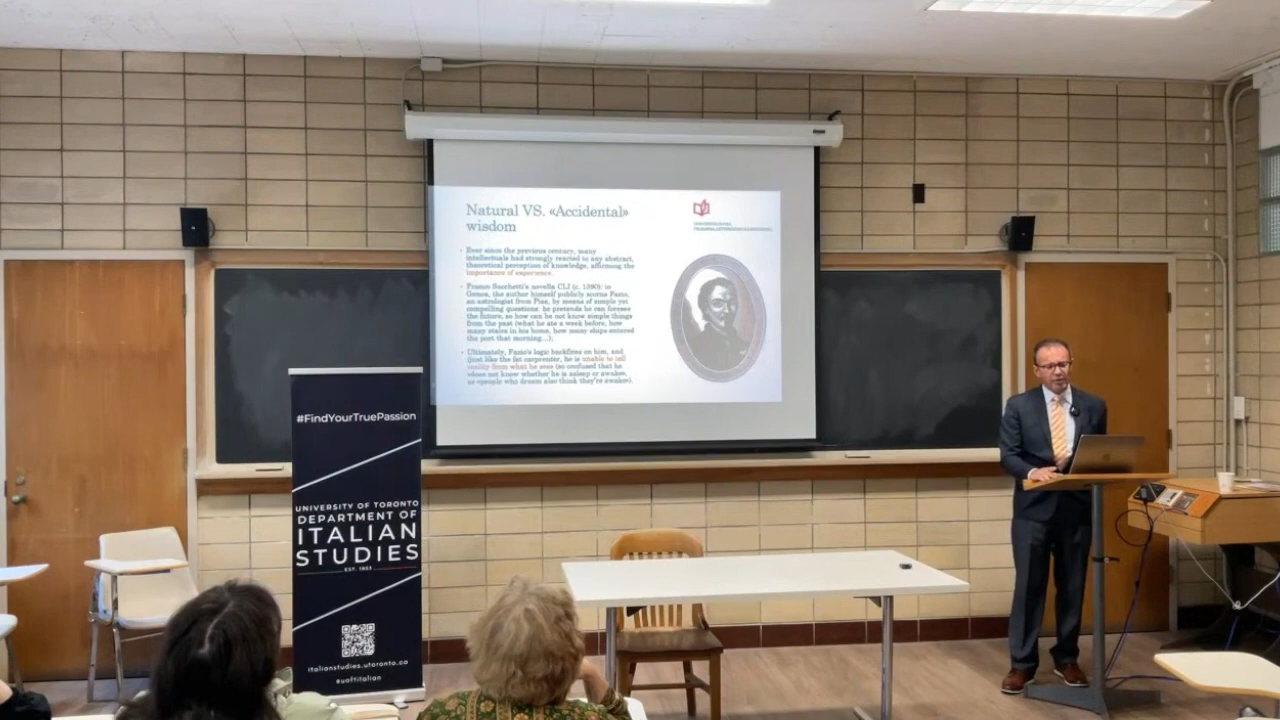 Natural VS. «Accidental»
wisdom
Ever since the previous century, many
intellectuals had strongly reacted to any abstract,
theoretical perception of knowledge, affirming the
importance of experience.
Franco Sacchetti's novella CLI (c. 1390): in
Genoa, the author himself publicly scorns Fazio,
an astrologist from Pisa, by means of simple yet
compelling questions: he pretends he can foresee
the future, so how can he not know simple things
from the past (what he ate a week before, how
many stairs in his home, how many ships entered
the port that morning...);
Ultimately, Fazio's logic backfires on him, and
(just like the fat carpenter, he is unable to tell
reality from what he sees (so confused that he
does not know whether he is asleep or awake,
as «people who dream also think they're awake»).
#FindYourTruePassion
UNIVERSITY OF TORONTO
DEPARTMENT OF
ITALIAN
STUDIES
EST. 1853
italianstudies.utoronto.ca
@uoftitalian